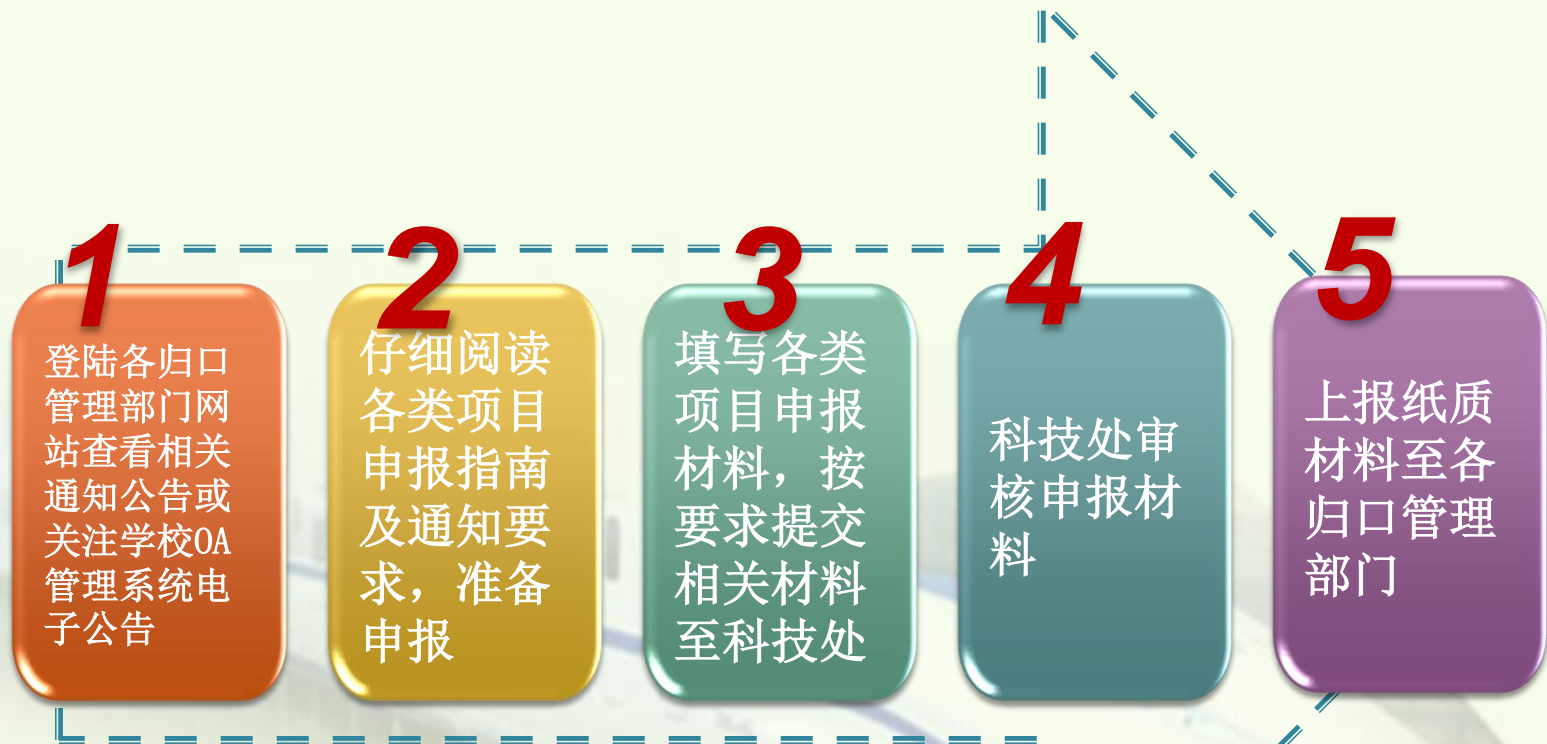 1
登陆各归口
管理部门网
站查看相关
通知公告或
关注学校OA
管理系统电
子公告
2
仔细阅读
各类项目
申报指南
及通知要
求，准备
申报
3
填写各类
项目申报
材料，按
要求提交
相关材料
至科技处
4
科技处审
核申报材
料
5
上报纸质
材料至各
归口管理
部门